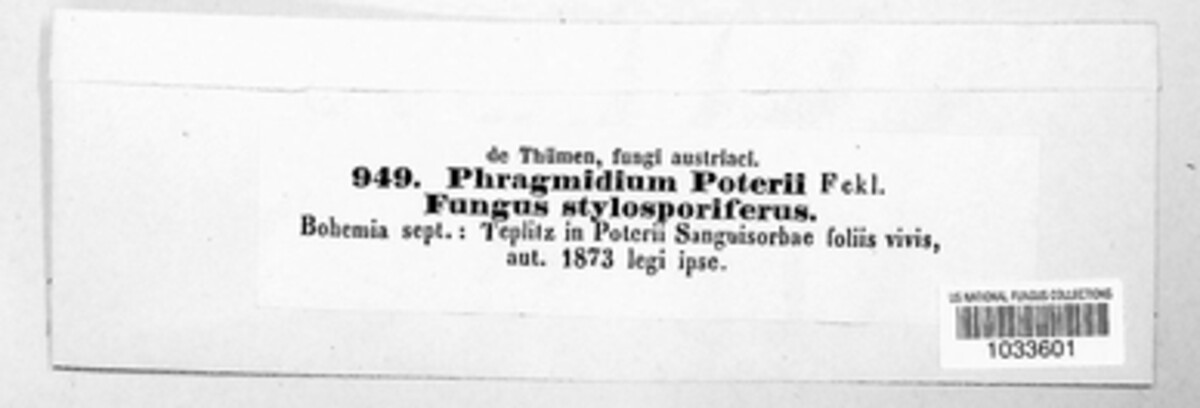 de Thümen, fungi austriaci.
949. Phragmidium Poterii Fckl.
Fungus stylosporiferus.
Bohemia sept.: Teplitz in Poterii Sanguisorbae foliis vivis,
aut. 1873 legi ipse.
US NATIONAL FUNGUS COLLECTIONS
1033601